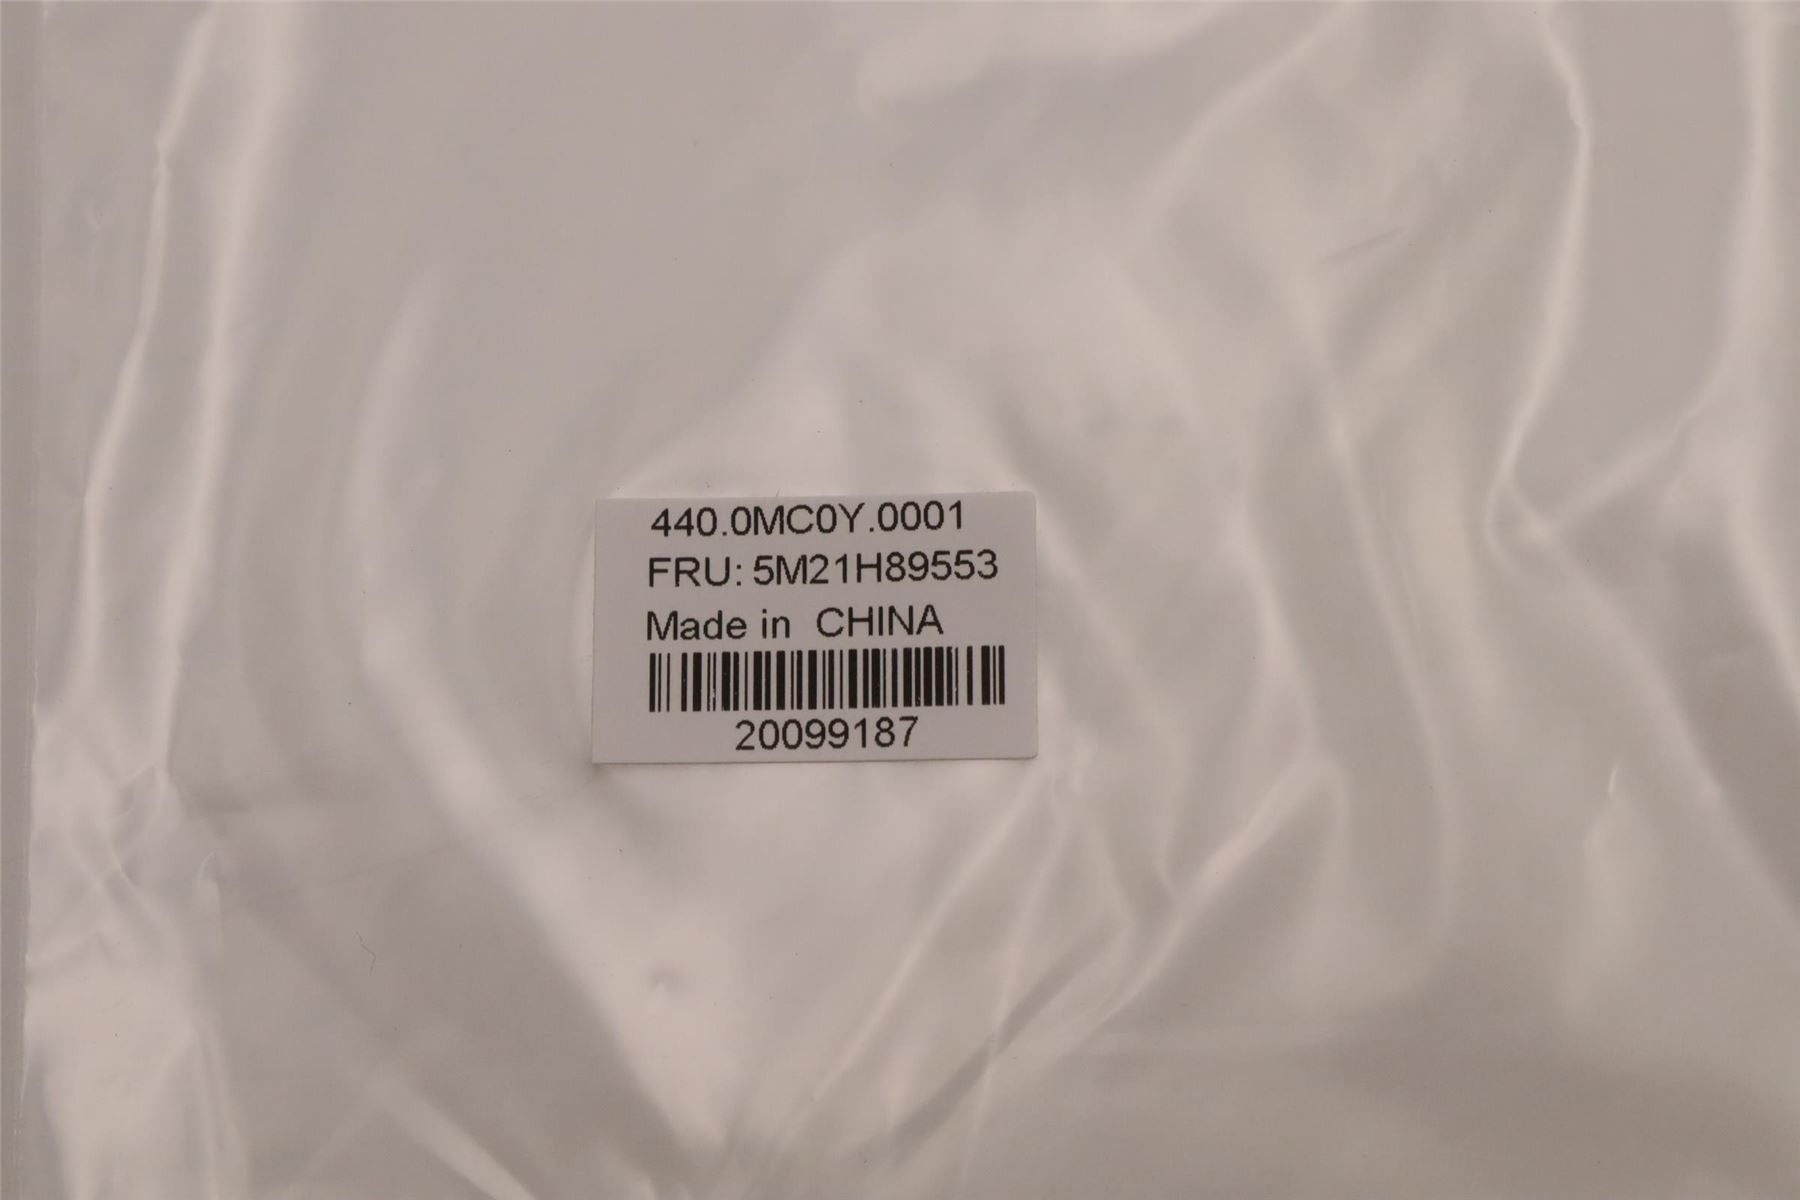 440.0MC0Y.0001
FRU: 5M21H89553
Made in CHINA
20099187